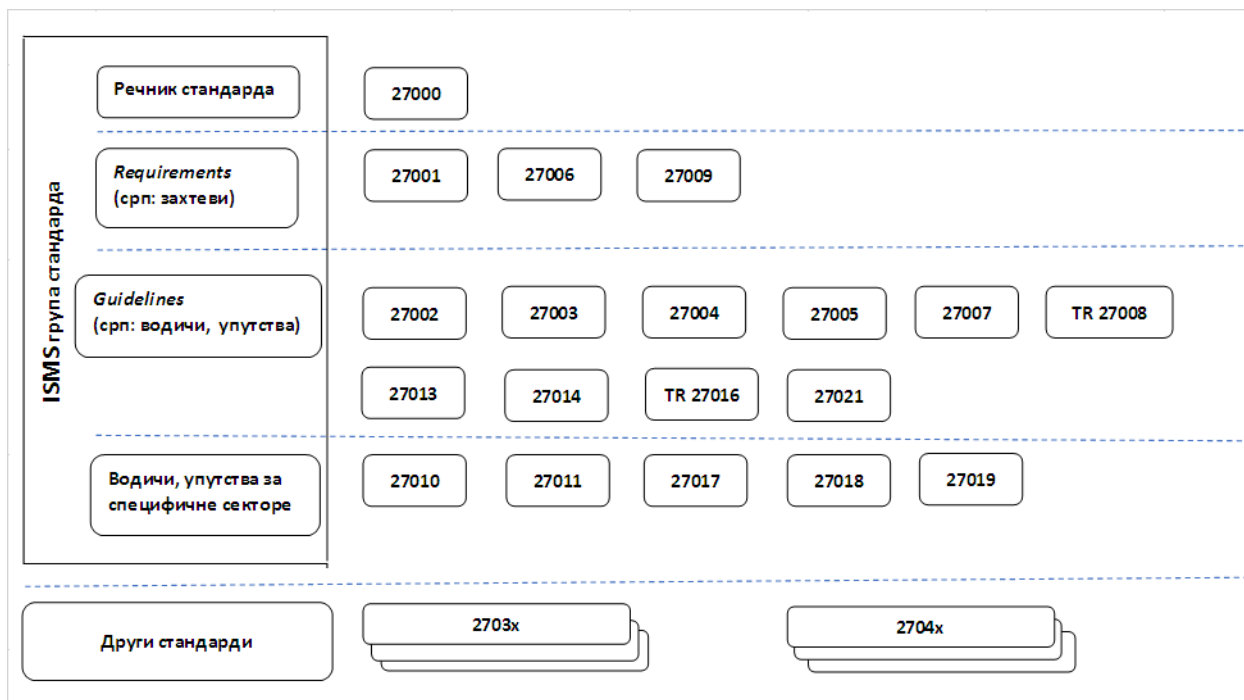 ISMS група стандарда
Речник стандарда
27000
Requirements
(срп: захтеви)
27001
27006
27009
Guidelines
(срп: водичи, упутства)
27002
27003
27004
27005
27007
TR 27008
27013
27014
TR 27016
27021
Водичи, упутства за
специфичне секторе
27010
27011
27017
27018
27019
Други стандарди
2703x
2704x